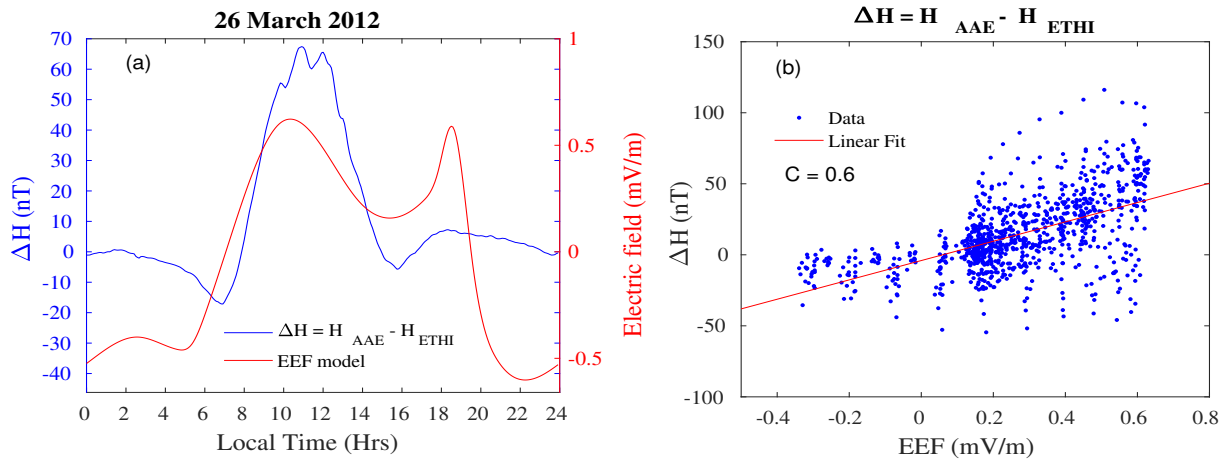 26 March 2012
(a)
70
60
50
40
30
20
10
0
-10
-20
-30
-40
ΔH (nT)
1
0.5
0
-0.5
Electric field (mV/m)
ΔH = H AAE - H ETHI
EEF model
0 2 4 6 8 10 12 14 16 18 20 22 24
Local Time (Hrs)
ΔH = H AAE - H ETHI
(b)
150
100
50
0
-50
-100
ΔH (nT)
Data
Linear Fit
C = 0.6
-0.4 -0.2 0 0.2 0.4 0.6 0.8
EEF (mV/m)